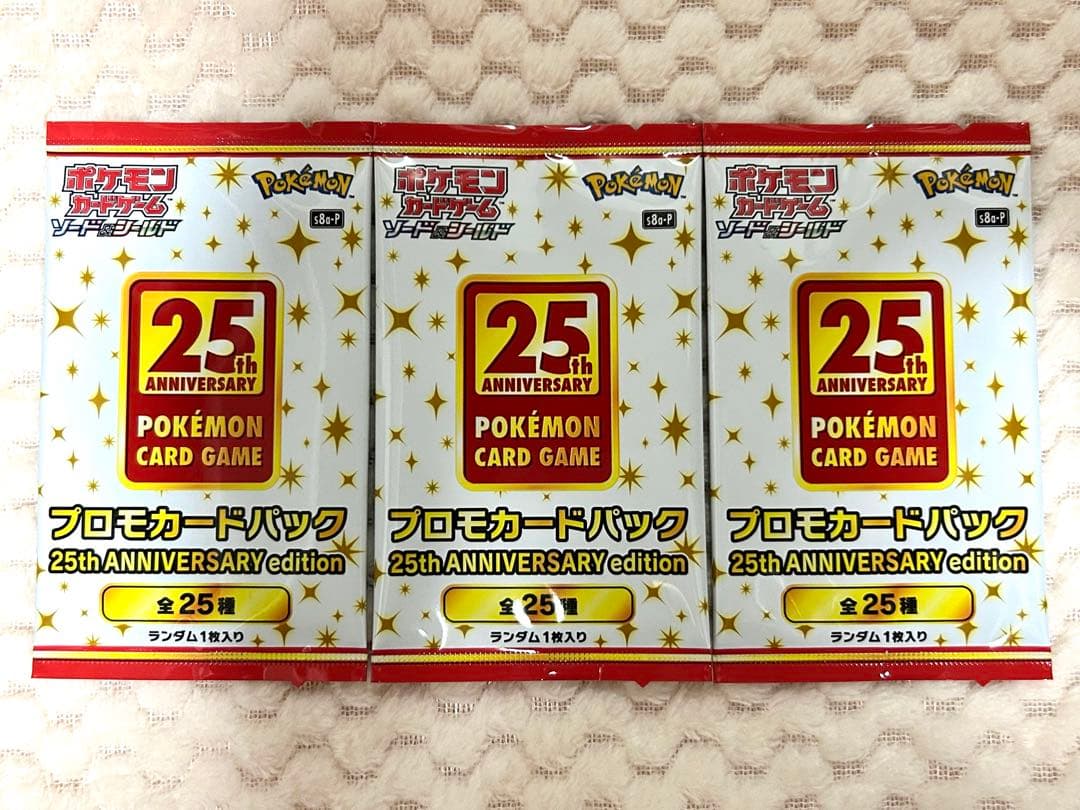 ポケモン
カードゲーム
ソード&シールド
POKÉMON
s8a-P
25th
ANNIVERSARY
POKÉMON
CARD GAME
プロモカードパック
25th ANNIVERSARY edition
全25種
ランダム1枚入り
ポケモン
カードゲーム
ソード&シールド
POKÉMON
s8a-P
25th
ANNIVERSARY
POKÉMON
CARD GAME
プロモカードパック
25th ANNIVERSARY edition
全25種
ランダム1枚入り
ポケモン
カードゲーム
ソード&シールド
POKÉMON
s8a-P
25th
ANNIVERSARY
POKÉMON
CARD GAME
プロモカードパック
25th ANNIVERSARY edition
全25種
ランダム1枚入り